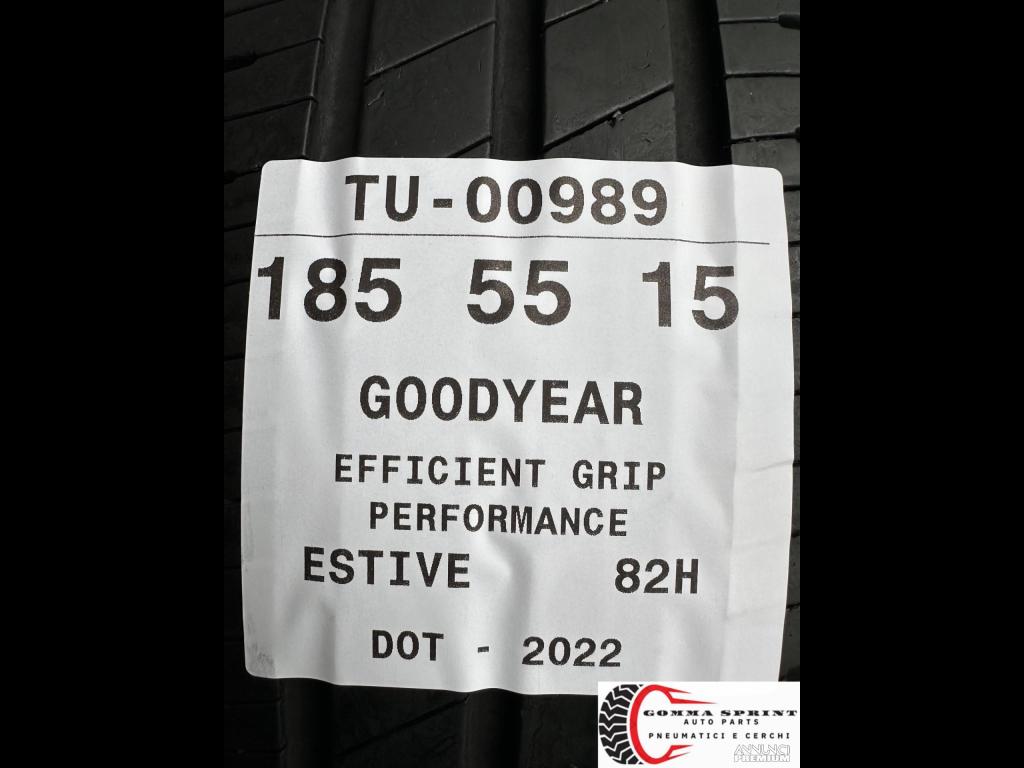 TU-00989
185 55 15
GOODYEAR
EFFICIENT GRIP
PERFORMANCE
ESTIVE 82H
DOT - 2022
GOMMA SPRINT
AUTO PARTS
PNEUMATICI E CERCHI
ANNUNCI
PREMIUM